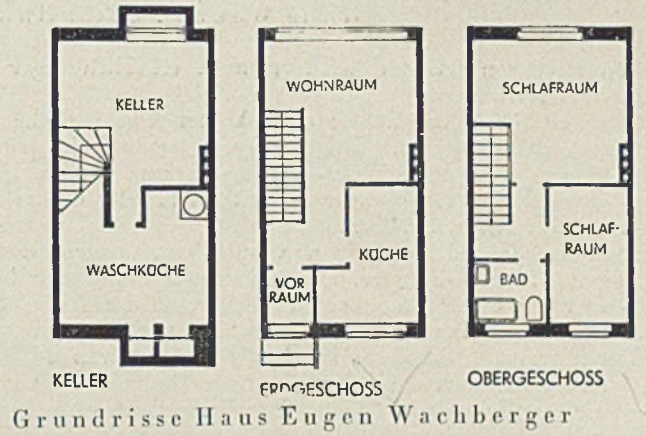 KELLER
WASCHKÜCHE
KELLER
WOHNRAUM
KÜCHE
VOR
RAUM
ERDGESCHOSS
SCHLAFRAUM
SCHLAF-
RAUM
BAD
OBERGESCHOSS
Grundrisse Haus Eugen Wachberger